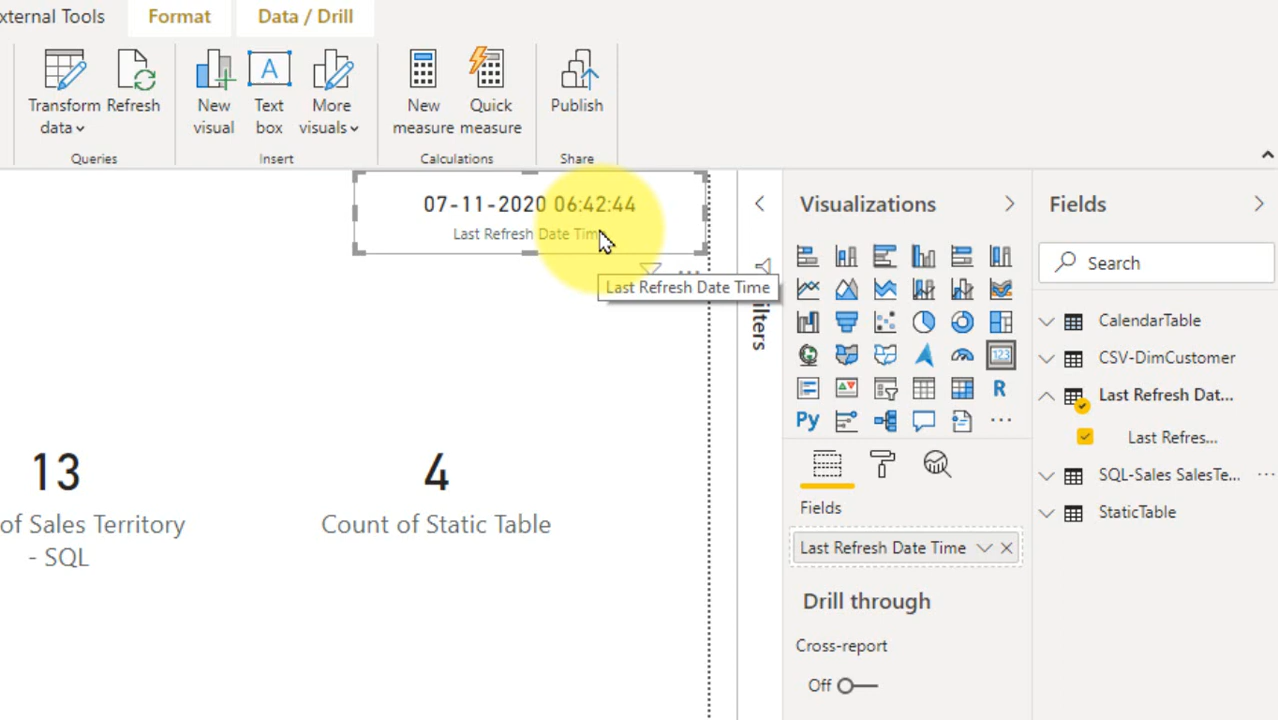 xternal Tools
Format
Data / Drill
Transform
data
Refresh
New
visual
Text
box
More
visuals
New
measure
Quick
measure
Publish
Queries
Insert
Calculations
Share
07-11-2020 06:42:44
Last Refresh Date Tim
Last Refresh Date Time
13
of Sales Territory
- SQL
4
Count of Static Table
ilters
Visualizations
R
Py
Fields
Last Refresh Date Time
Drill through
Cross-report
Off
Fields
Search
CalendarTable
CSV-DimCustomer
Last Refresh Dat...
Last Refres...
SQL-Sales SalesTe...
StaticTable